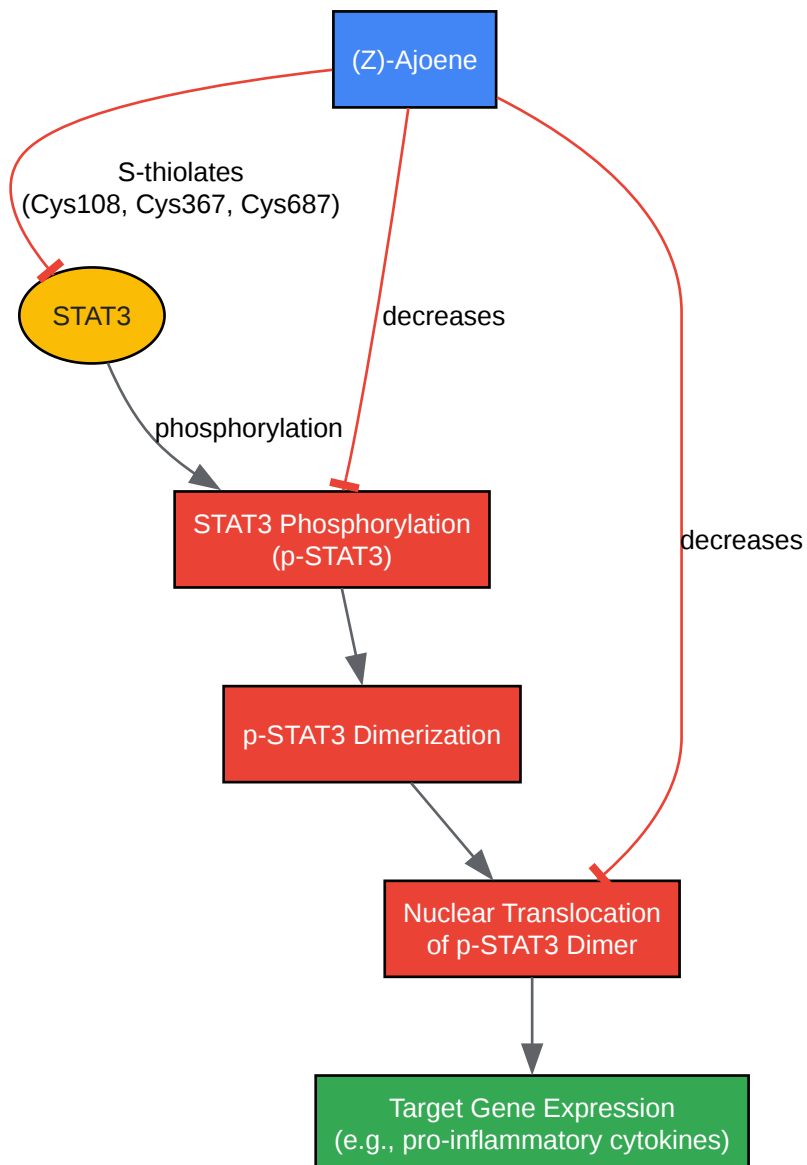 (Z)-Ajoene
S-thiolates
(Cys108, Cys367, Cys687)
STAT3
decreases
phosphorylation
STAT3 Phosphorylation
(p-STAT3)
decreases
p-STAT3 Dimerization
Nuclear Translocation
of p-STAT3 Dimer
Target Gene Expression
(e.g., pro-inflammatory cytokines)